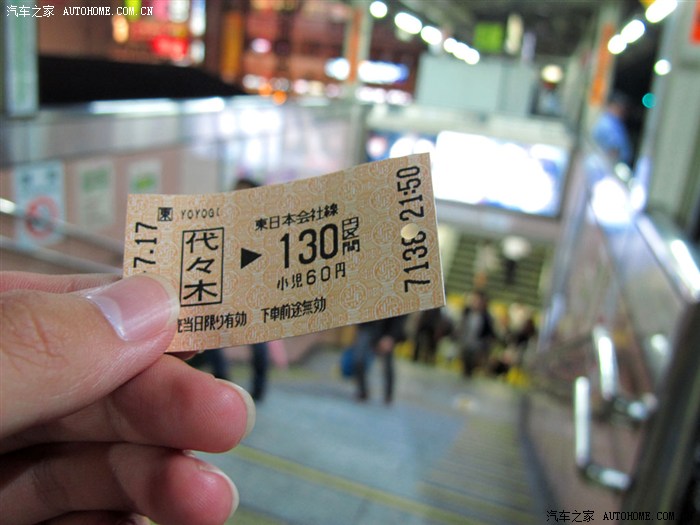 汽车之家 AUTOHOME.COM.CN
東 YOYOGI
7.17
代々木 ▶ 130円区間
東日本会社線
小児60円
当日限り有効 下車前途無効
21:50
汽车之家 AUTOHOME.COM.CN